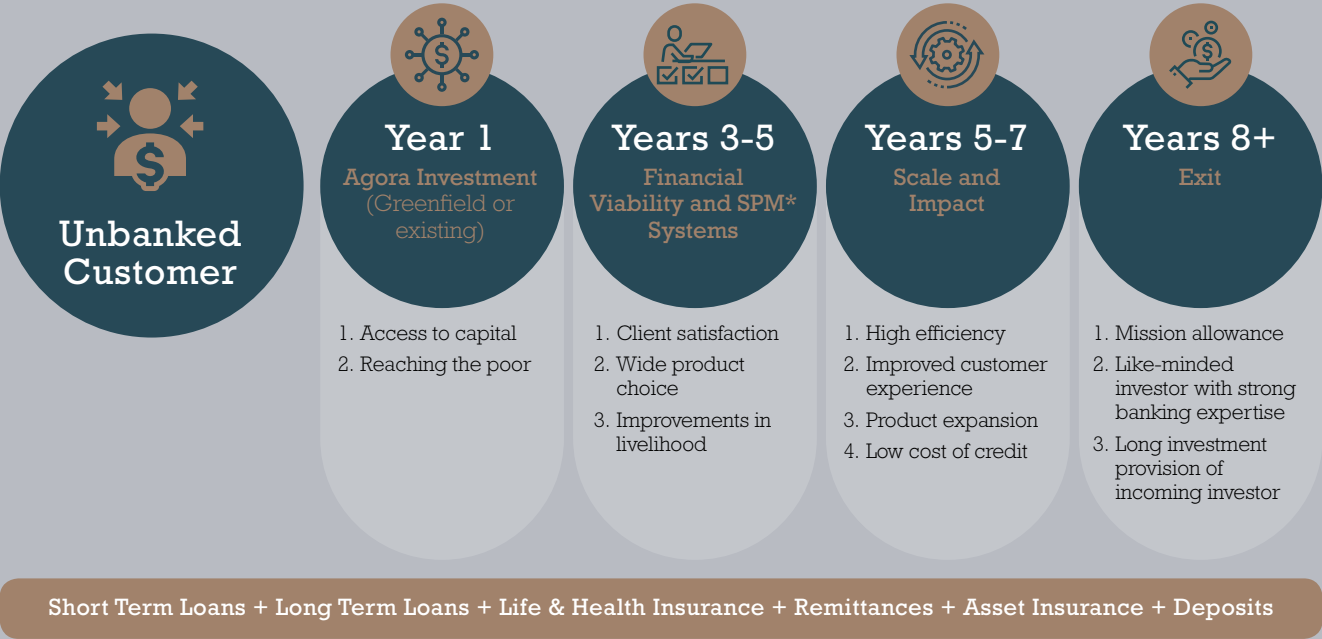 Unbanked
Customer
Year 1
Agora Investment
(Greenfield or
existing)
1. Access to capital
2. Reaching the poor
Years 3-5
Financial
Viability and SPM*
Systems
1. Client satisfaction
2. Wide product
choice
3. Improvements in
livelihood
Years 5-7
Scale and
Impact
1. High efficiency
2. Improved customer
experience
3. Product expansion
4. Low cost of credit
Years 8+
Exit
1. Mission allowance
2. Like-minded
investor with strong
banking expertise
3. Long investment
provision of
incoming investor
Short Term Loans + Long Term Loans + Life & Health Insurance + Remittances + Asset Insurance + Deposits